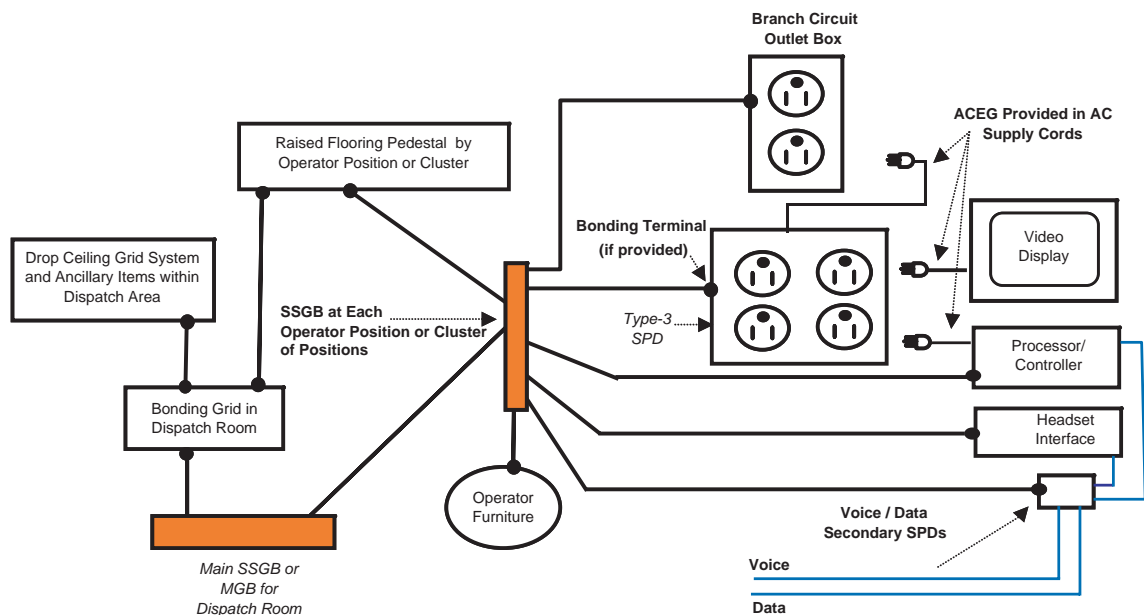 Branch Circuit
Outlet Box
ACEG Provided in AC
Supply Cords
Raised Flooring Pedestal by
Operator Position or Cluster
Bonding Terminal
(if provided)
Video
Display
Drop Ceiling Grid System
and Ancillary Items within
Dispatch Area
SSGB at Each
Operator Position or Cluster
of Positions
Type-3
SPD
Processor/
Controller
Bonding Grid in
Dispatch Room
Headset
Interface
Operator
Furniture
Voice / Data
Secondary SPDs
Main SSGB or
MGB for
Dispatch Room
Voice
Data